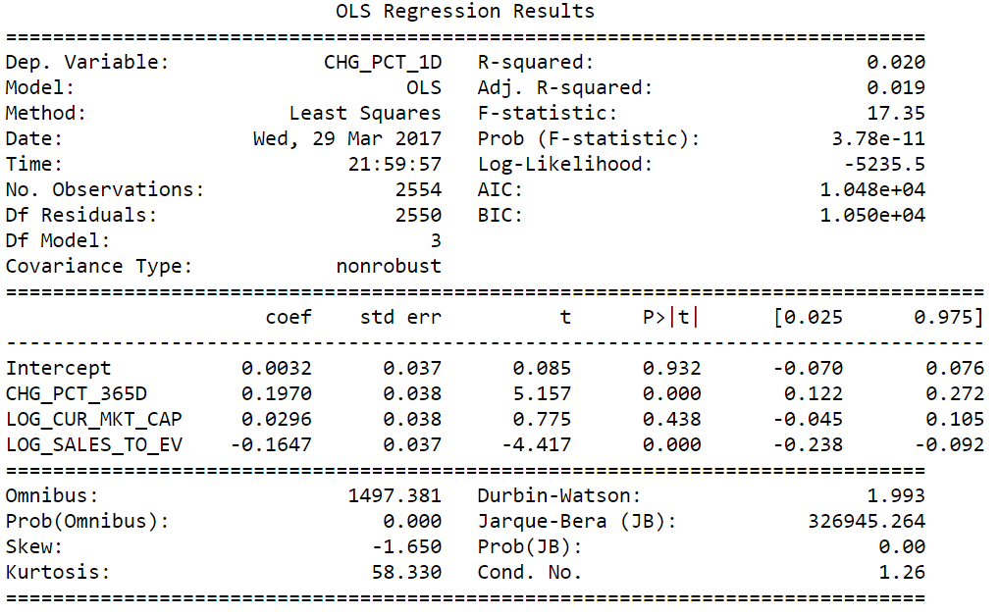 OLS Regression Results
==============================================================================
Dep. Variable:             CHG_PCT_1D   R-squared:                       0.020
Model:                            OLS   Adj. R-squared:                  0.019
Method:                 Least Squares   F-statistic:                     17.35
Date:                Wed, 29 Mar 2017   Prob (F-statistic):           3.78e-11
Time:                        21:59:57   Log-Likelihood:                -5235.5
No. Observations:                2554   AIC:                         1.048e+04
Df Residuals:                    2550   BIC:                         1.050e+04
Df Model:                           3
Covariance Type:            nonrobust
===================================================================================
                      coef    std err          t      P>|t|      [0.025      0.975]
-----------------------------------------------------------------------------------
Intercept           0.0032      0.037      0.085      0.932      -0.070       0.076
CHG_PCT_365D        0.1970      0.038      5.157      0.000       0.122       0.272
LOG_CUR_MKT_CAP     0.0296      0.038      0.775      0.438      -0.045       0.105
LOG_SALES_TO_EV    -0.1647      0.037     -4.417      0.000      -0.238      -0.092
==============================================================================
Omnibus:                     1497.381   Durbin-Watson:                   1.993
Prob(Omnibus):                  0.000   Jarque-Bera (JB):           326945.264
Skew:                          -1.650   Prob(JB):                         0.00
Kurtosis:                      58.330   Cond. No.                         1.26
==============================================================================